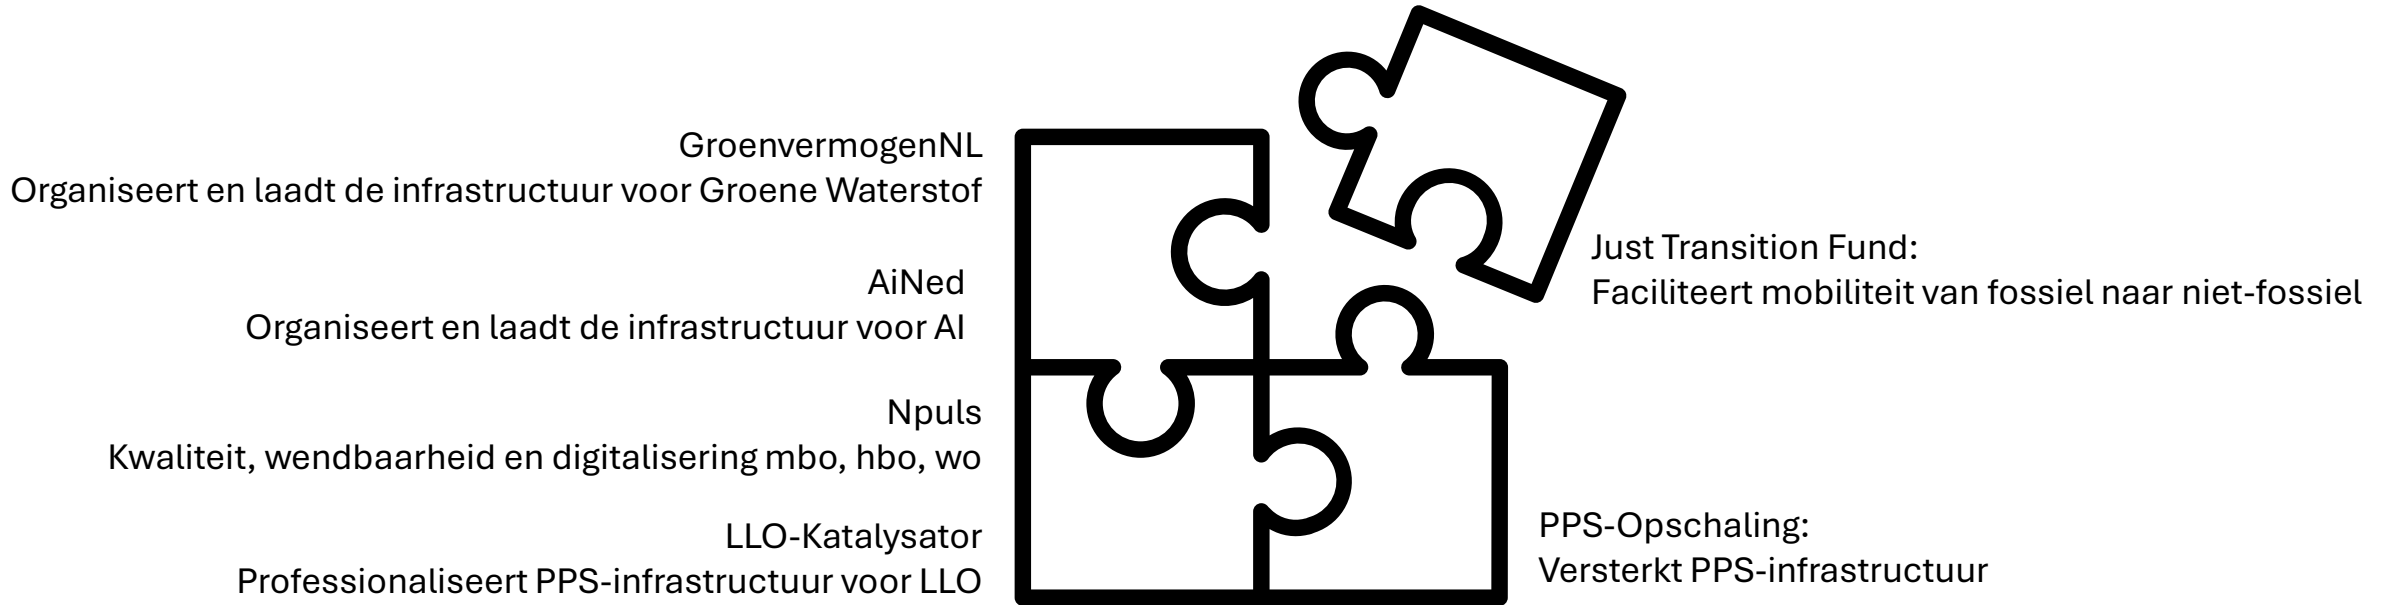 GroenvermogenNL
Organiseert en laadt de infrastructuur voor Groene Waterstof
AiNed
Organiseert en laadt de infrastructuur voor AI
Npuls
Kwaliteit, wendbaarheid en digitalisering mbo, hbo, wo
LLO-Katalysator
Professionaliseert PPS-infrastructuur voor LLO
Just Transition Fund:
Faciliteert mobiliteit van fossiel naar niet-fossiel
PPS-Opschaling:
Versterkt PPS-infrastructuur